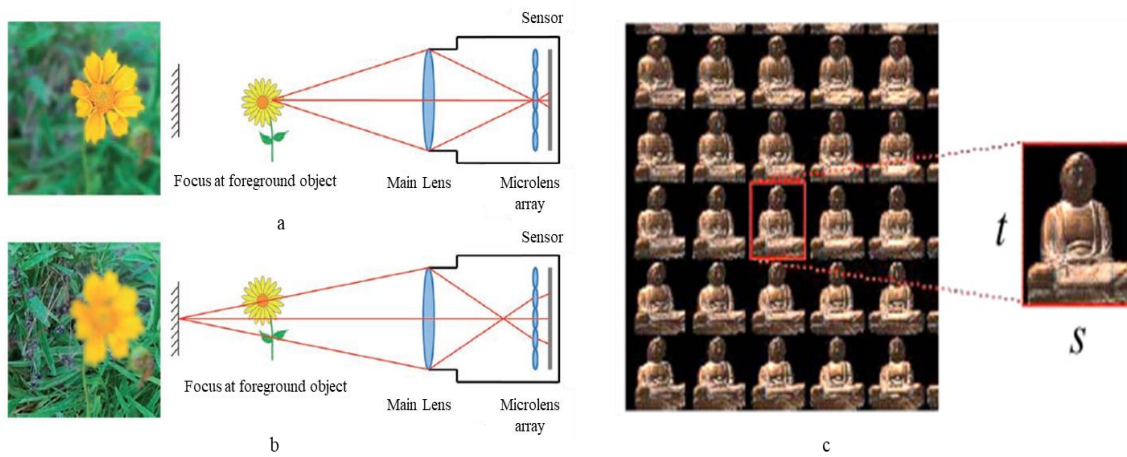 Sensor
Focus at foreground object
Main Lens
Microlens
array
a
Sensor
Focus at foreground object
Main Lens
Microlens
array
b
t
s
c